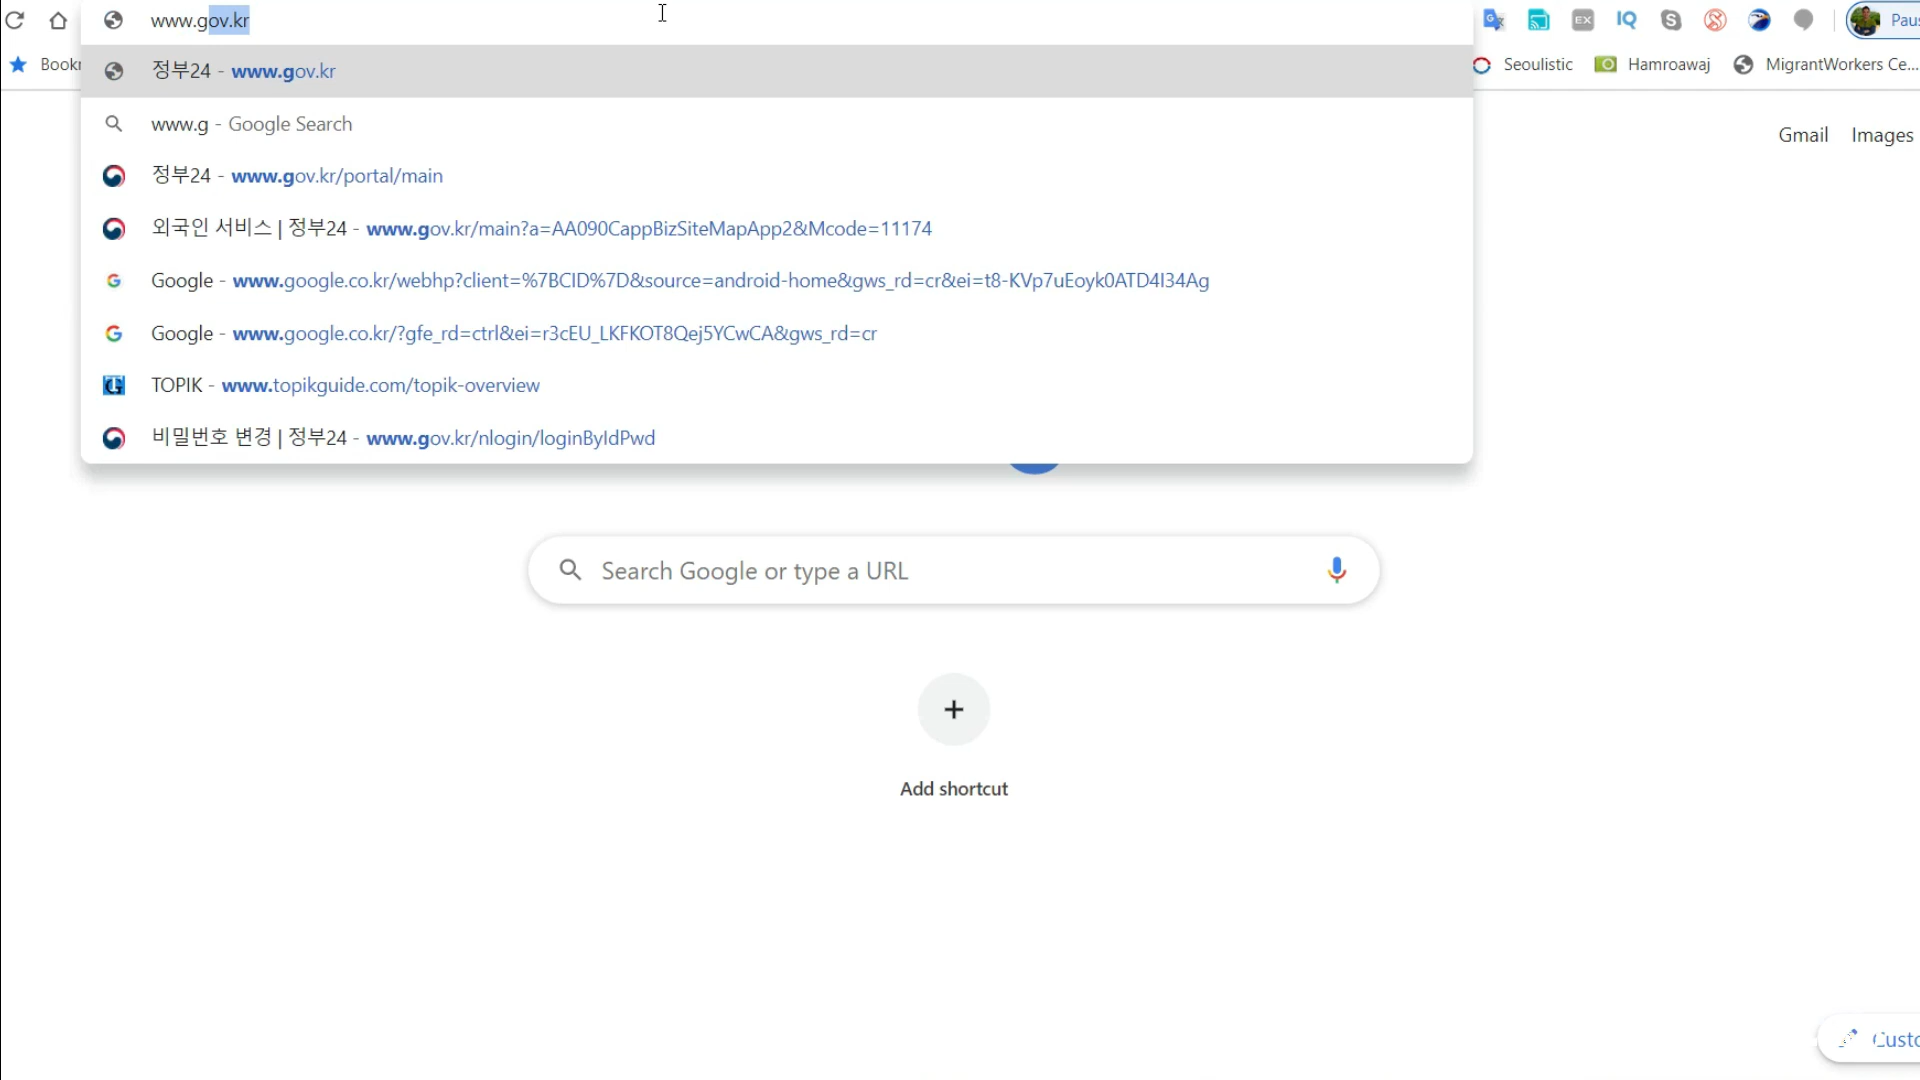 www.gov.kr
Paus
정부24 - www.gov.kr
Bookr
Seoulistic
Hamroawaj
MigrantWorkers Ce...
www.g - Google Search
Gmail Images
정부24 - www.gov.kr/portal/main
외국인 서비스 | 정부24 - www.gov.kr/main?a=AA090CappBizSiteMapApp2&Mcode=11174
Google - www.google.co.kr/webhp?client=%7BCID%7D&source=android-home&gws_rd=cr&ei=t8-KVp7uEoyk0ATD4I34Ag
Google - www.google.co.kr/?gfe_rd=ctrl&ei=r3cEU_LKFKOT8Qej5YCwCA&gws_rd=cr
TOPIK - www.topikguide.com/topik-overview
비밀번호 변경 | 정부24 - www.gov.kr/nlogin/loginByIdPwd
Search Google or type a URL
+
Add shortcut
Custo